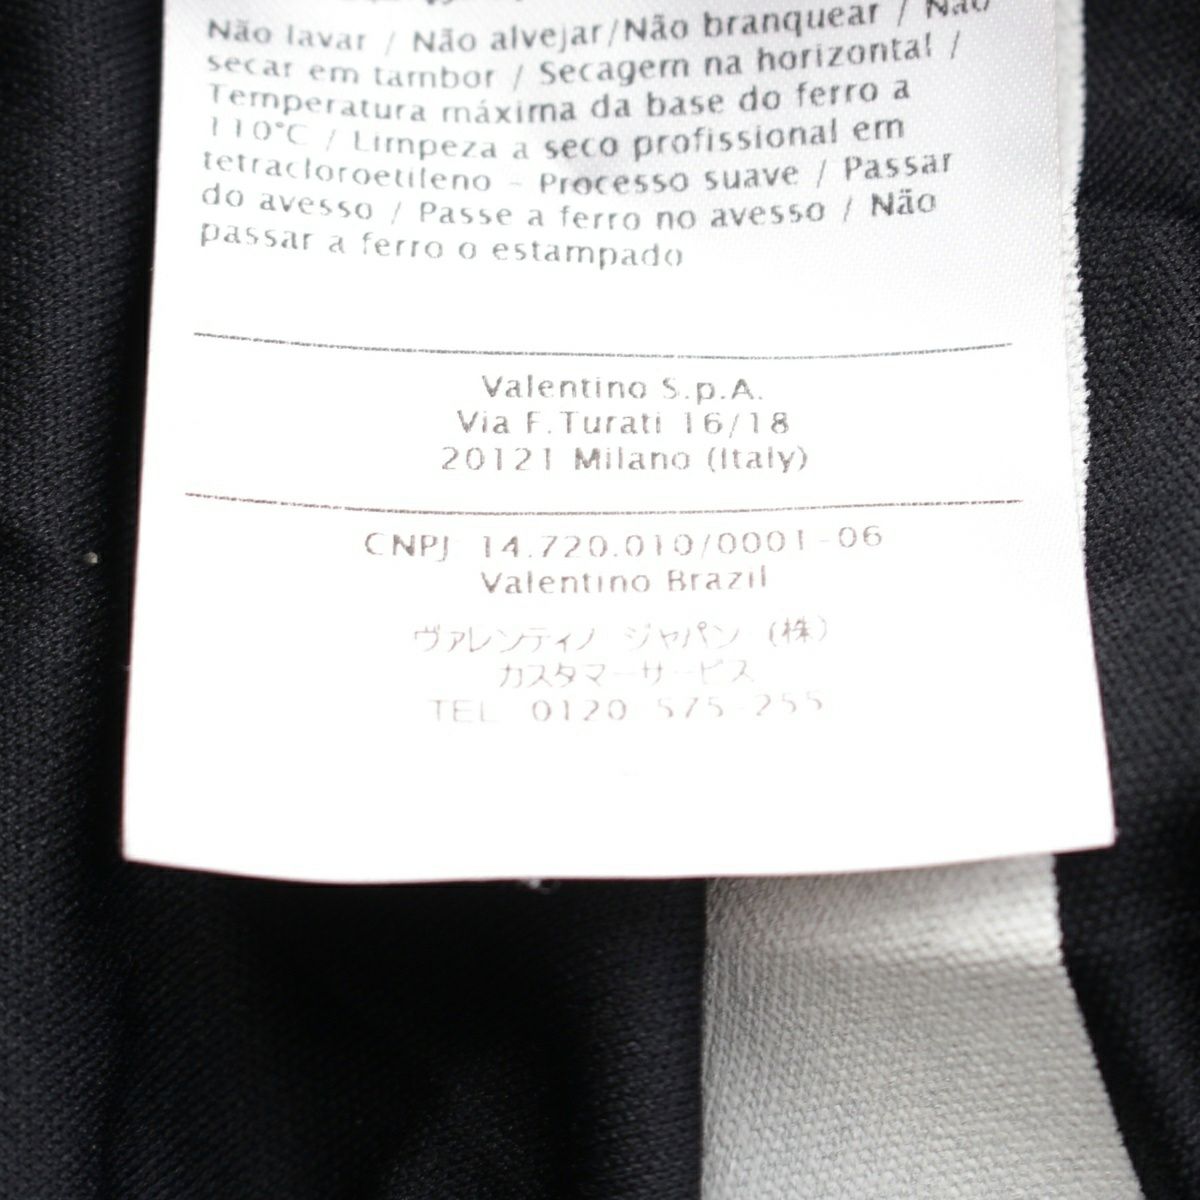 Não lavar / Não alvejar/Não branquear / Não
secar em tambor / Secagem na horizontal /
Temperatura máxima da base do ferro a
110°C / Limpeza a seco profissional em
tetracloroetileno - Processo suave / Passar
do avesso / Passe a ferro no avesso / Não
passar a ferro o estampado
Valentino S.p.A.
Via F.Turati 16/18
20121 Milano (Italy)
CNPJ 14.720.010/0001-06
Valentino Brazil
ヴァレンティノ ジャパン (株)
カスタマーサービス
TEL 0120 575-255